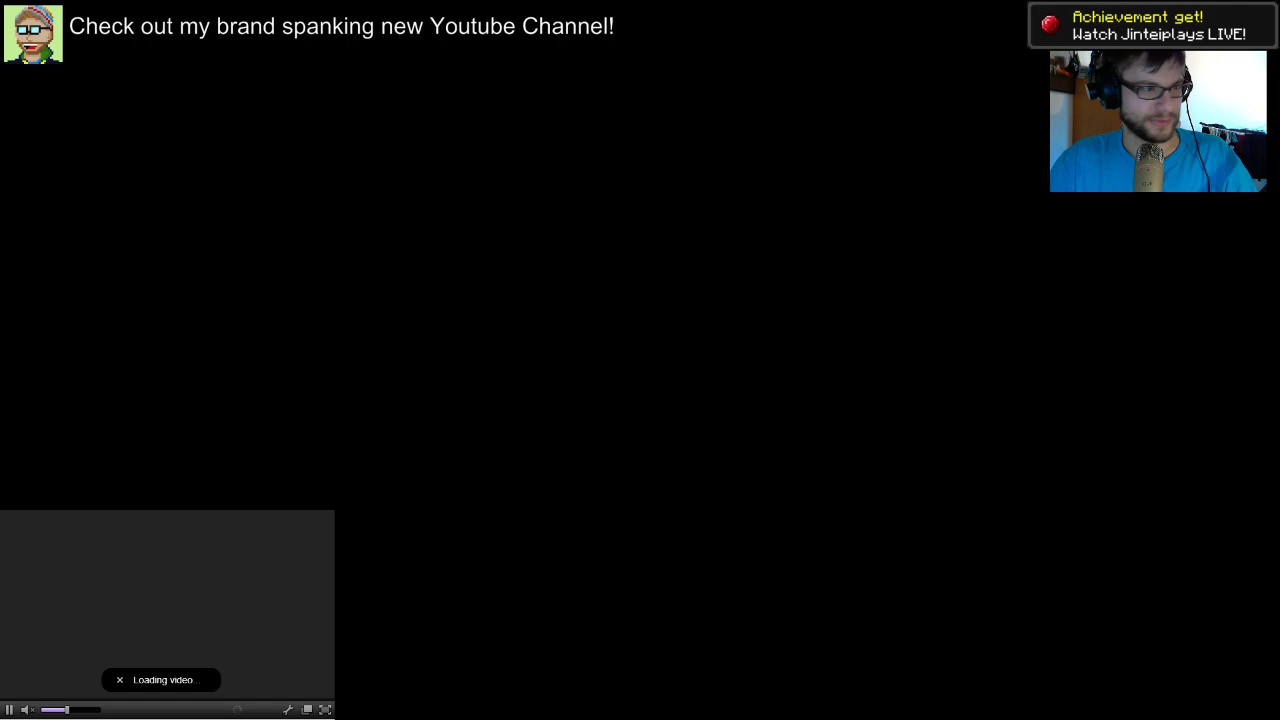 Check out my brand spanking new Youtube Channel!
Achievement get!
Watch Jinteiplays LIVE!
Loading video...